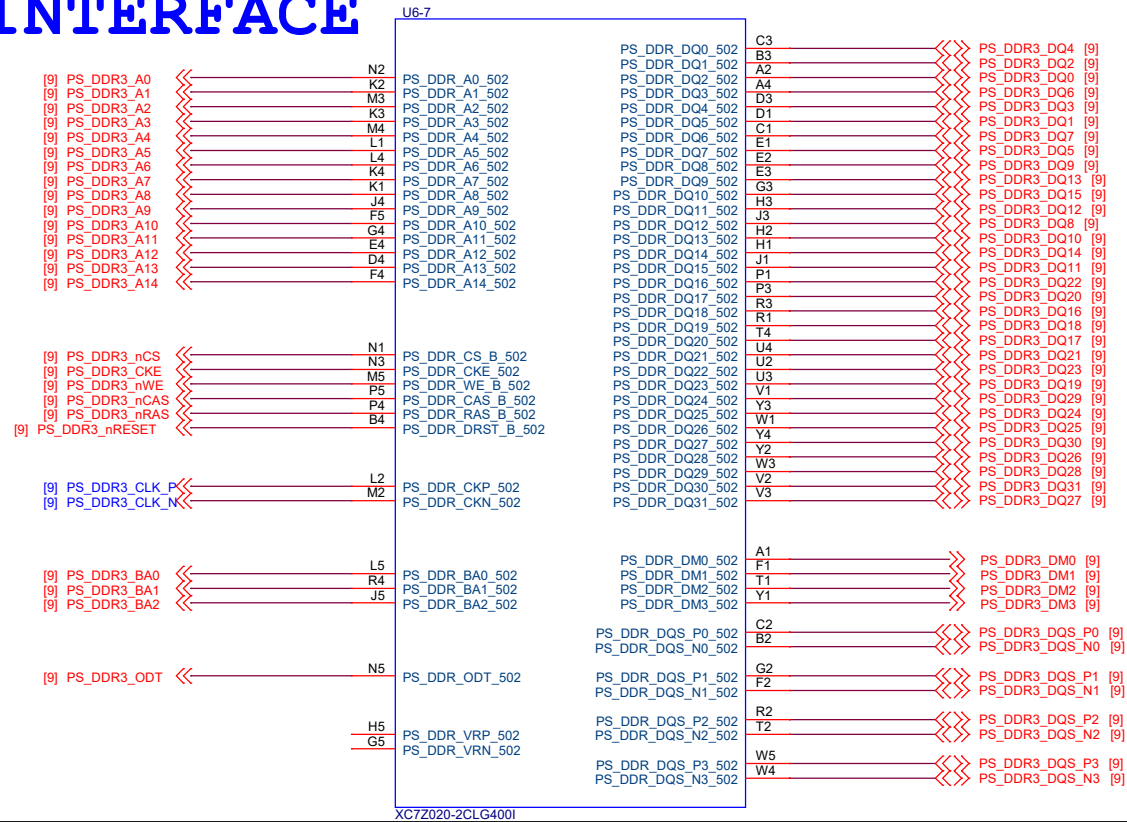 INTERFACE
U6-7
[9] PS_DDR3_A0 N2 PS_DDR_A0_502
[9] PS_DDR3_A1 K2 PS_DDR_A1_502
[9] PS_DDR3_A2 M3 PS_DDR_A2_502
[9] PS_DDR3_A3 K3 PS_DDR_A3_502
[9] PS_DDR3_A4 M4 PS_DDR_A4_502
[9] PS_DDR3_A5 L1 PS_DDR_A5_502
[9] PS_DDR3_A6 L4 PS_DDR_A6_502
[9] PS_DDR3_A7 K4 PS_DDR_A7_502
[9] PS_DDR3_A8 K1 PS_DDR_A8_502
[9] PS_DDR3_A9 J4 PS_DDR_A9_502
[9] PS_DDR3_A10 F5 PS_DDR_A10_502
[9] PS_DDR3_A11 G4 PS_DDR_A11_502
[9] PS_DDR3_A12 E4 PS_DDR_A12_502
[9] PS_DDR3_A13 D4 PS_DDR_A13_502
[9] PS_DDR3_A14 F4 PS_DDR_A14_502
[9] PS_DDR3_nCS N1 PS_DDR_CS_B_502
[9] PS_DDR3_CKE N3 PS_DDR_CKE_502
[9] PS_DDR3_nWE M5 PS_DDR_WE_B_502
[9] PS_DDR3_nCAS P5 PS_DDR_CAS_B_502
[9] PS_DDR3_nRAS P4 PS_DDR_RAS_B_502
[9] PS_DDR3_nRESET B4 PS_DDR_DRST_B_502
[9] PS_DDR3_CLK_P L2 PS_DDR_CKP_502
[9] PS_DDR3_CLK_N M2 PS_DDR_CKN_502
[9] PS_DDR3_BA0 L5 PS_DDR_BA0_502
[9] PS_DDR3_BA1 R4 PS_DDR_BA1_502
[9] PS_DDR3_BA2 J5 PS_DDR_BA2_502
[9] PS_DDR3_ODT N5 PS_DDR_ODT_502
H5 PS_DDR_VRP_502
G5 PS_DDR_VRN_502
PS_DDR_DQ0_502 C3 PS_DDR3_DQ4 [9]
PS_DDR_DQ1_502 B3 PS_DDR3_DQ2 [9]
PS_DDR_DQ2_502 A2 PS_DDR3_DQ0 [9]
PS_DDR_DQ3_502 A4 PS_DDR3_DQ6 [9]
PS_DDR_DQ4_502 D3 PS_DDR3_DQ3 [9]
PS_DDR_DQ5_502 D1 PS_DDR3_DQ1 [9]
PS_DDR_DQ6_502 C1 PS_DDR3_DQ7 [9]
PS_DDR_DQ7_502 E1 PS_DDR3_DQ5 [9]
PS_DDR_DQ8_502 E2 PS_DDR3_DQ9 [9]
PS_DDR_DQ9_502 E3 PS_DDR3_DQ13 [9]
PS_DDR_DQ10_502 G3 PS_DDR3_DQ15 [9]
PS_DDR_DQ11_502 H3 PS_DDR3_DQ12 [9]
PS_DDR_DQ12_502 J3 PS_DDR3_DQ8 [9]
PS_DDR_DQ13_502 H2 PS_DDR3_DQ10 [9]
PS_DDR_DQ14_502 H1 PS_DDR3_DQ14 [9]
PS_DDR_DQ15_502 J1 PS_DDR3_DQ11 [9]
PS_DDR_DQ16_502 P1 PS_DDR3_DQ22 [9]
PS_DDR_DQ17_502 P3 PS_DDR3_DQ20 [9]
PS_DDR_DQ18_502 R3 PS_DDR3_DQ16 [9]
PS_DDR_DQ19_502 R1 PS_DDR3_DQ18 [9]
PS_DDR_DQ20_502 T4 PS_DDR3_DQ17 [9]
PS_DDR_DQ21_502 U4 PS_DDR3_DQ21 [9]
PS_DDR_DQ22_502 U2 PS_DDR3_DQ23 [9]
PS_DDR_DQ23_502 U3 PS_DDR3_DQ19 [9]
PS_DDR_DQ24_502 V1 PS_DDR3_DQ29 [9]
PS_DDR_DQ25_502 Y3 PS_DDR3_DQ24 [9]
PS_DDR_DQ26_502 W1 PS_DDR3_DQ25 [9]
PS_DDR_DQ27_502 Y4 PS_DDR3_DQ30 [9]
PS_DDR_DQ28_502 Y2 PS_DDR3_DQ26 [9]
PS_DDR_DQ29_502 W3 PS_DDR3_DQ28 [9]
PS_DDR_DQ30_502 V2 PS_DDR3_DQ31 [9]
PS_DDR_DQ31_502 V3 PS_DDR3_DQ27 [9]
PS_DDR_DM0_502 A1 PS_DDR3_DM0 [9]
PS_DDR_DM1_502 F1 PS_DDR3_DM1 [9]
PS_DDR_DM2_502 T1 PS_DDR3_DM2 [9]
PS_DDR_DM3_502 Y1 PS_DDR3_DM3 [9]
PS_DDR_DQS_P0_502 C2 PS_DDR3_DQS_P0 [9]
PS_DDR_DQS_N0_502 B2 PS_DDR3_DQS_N0 [9]
PS_DDR_DQS_P1_502 G2 PS_DDR3_DQS_P1 [9]
PS_DDR_DQS_N1_502 F2 PS_DDR3_DQS_N1 [9]
PS_DDR_DQS_P2_502 R2 PS_DDR3_DQS_P2 [9]
PS_DDR_DQS_N2_502 T2 PS_DDR3_DQS_N2 [9]
PS_DDR_DQS_P3_502 W5 PS_DDR3_DQS_P3 [9]
PS_DDR_DQS_N3_502 W4 PS_DDR3_DQS_N3 [9]
XC7Z020-2CLG400I